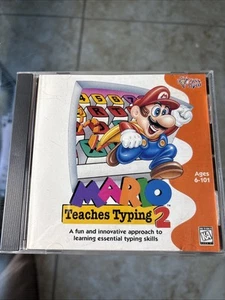 Ages
6-101
MARIO
Teaches Typing 2
A fun and innovative approach to
learning essential typing skills